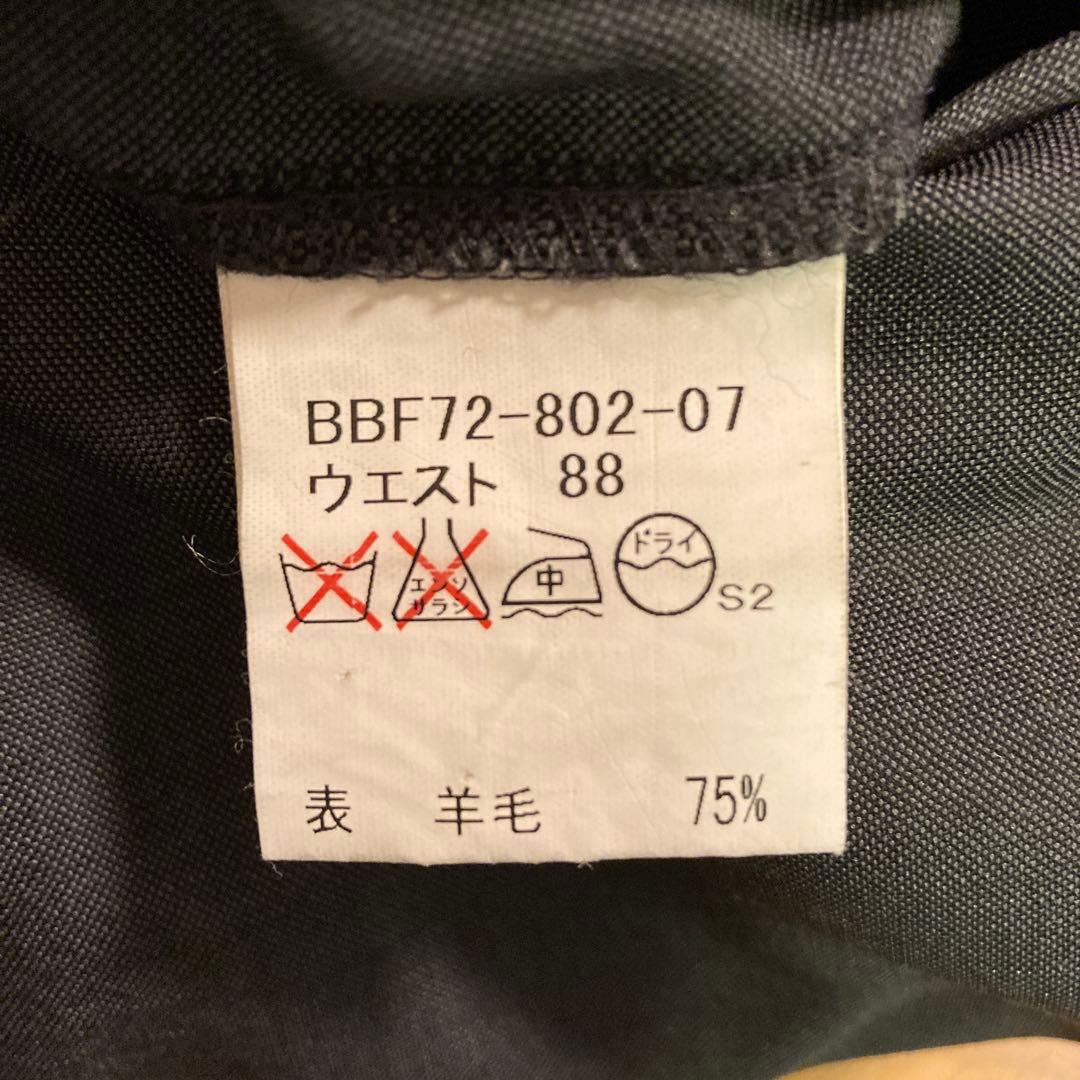 BBF72-802-07
ウエスト 88
エンソ
サラシ
中
ドライ
S2
表 羊毛 75%